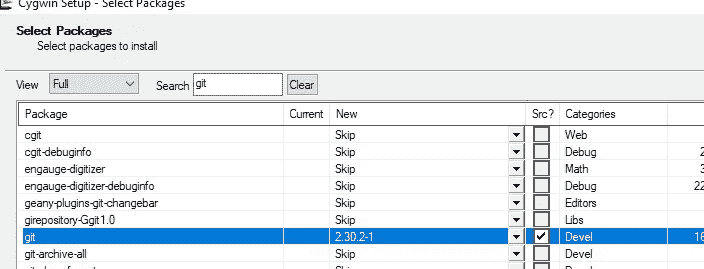 Cygwin Setup - Select Packages
Select Packages
Select packages to install
View Full Search git Clear
Package Current New Src? Categories
cgit Skip Web
cgit-debuginfo Skip Debug 2
engauge-digitizer Skip Math 3
engauge-digitizer-debuginfo Skip Debug 22
geany-plugins-git-changebar Skip Editors
girepository-Ggit1.0 Skip Libs
git 2.30.2-1 Devel 16
git-archive-all Skip Devel